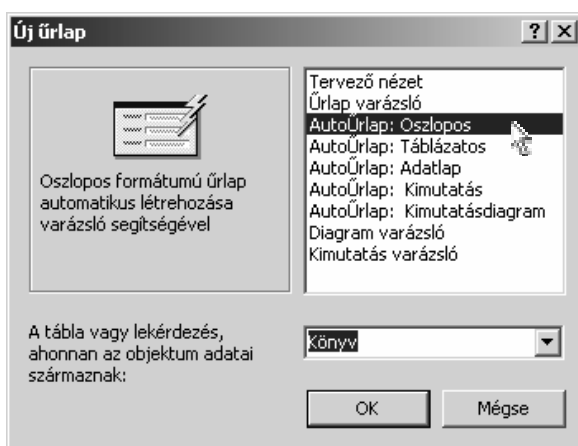 Új űrlap
Oszlopos formátumú űrlap
automatikus létrehozása
varázsló segítségével
Tervező nézet
Űrlap varázsló
AutoŰrlap: Oszlopos
AutoŰrlap: Táblázatos
AutoŰrlap: Adatlap
AutoŰrlap: Kimutatás
AutoŰrlap: Kimutatásdiagram
Diagram varázsló
Kimutatás varázsló
A tábla vagy lekérdezés,
ahonnan az objektum adatai
származnak:
Könyv
OK Mégse